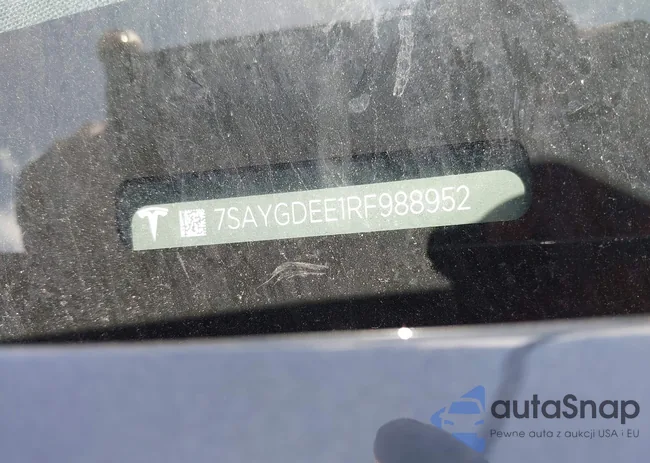 7SAYGDEE1RF988952
autaSnap
Pewne auta z aukcji USA i EU